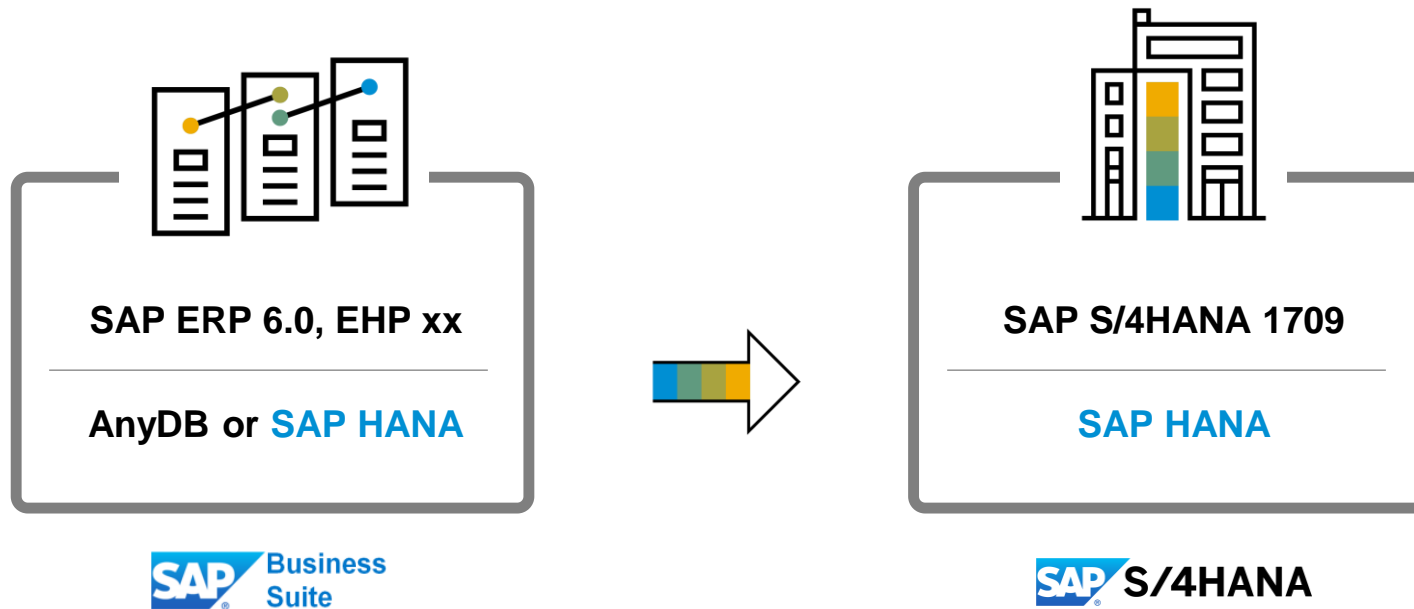 SAP ERP 6.0, EHP xx
AnyDB or SAP HANA
SAP® Business
Suite
SAP S/4HANA 1709
SAP HANA
SAP® S/4HANA